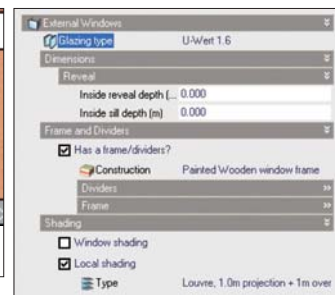 External Windows
Glazing type U-Wert 1.6
Dimensions
Reveal
Inside reveal depth (... 0.000
Inside sill depth (m) 0.000
Frame and Dividers
Has a frame/dividers?
Construction Painted Wooden window frame
Dividers
Frame
Shading
Window shading
Local shading
Type Louvre, 1.0m projection + 1m over